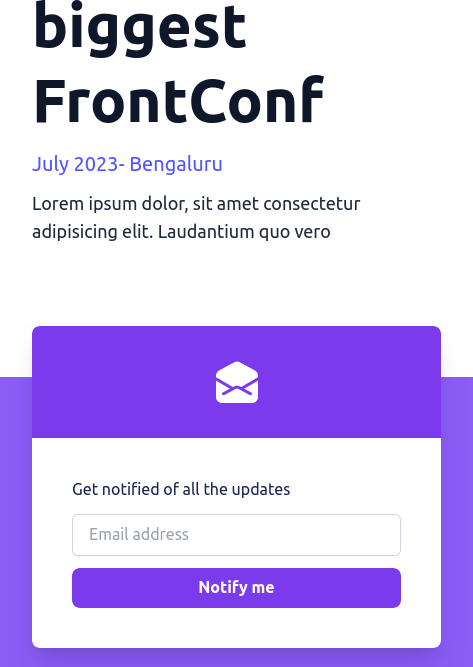 biggest
FrontConf
July 2023- Bengaluru
Lorem ipsum dolor, sit amet consectetur
adipisicing elit. Laudantium quo vero
Get notified of all the updates
Email address
Notify me